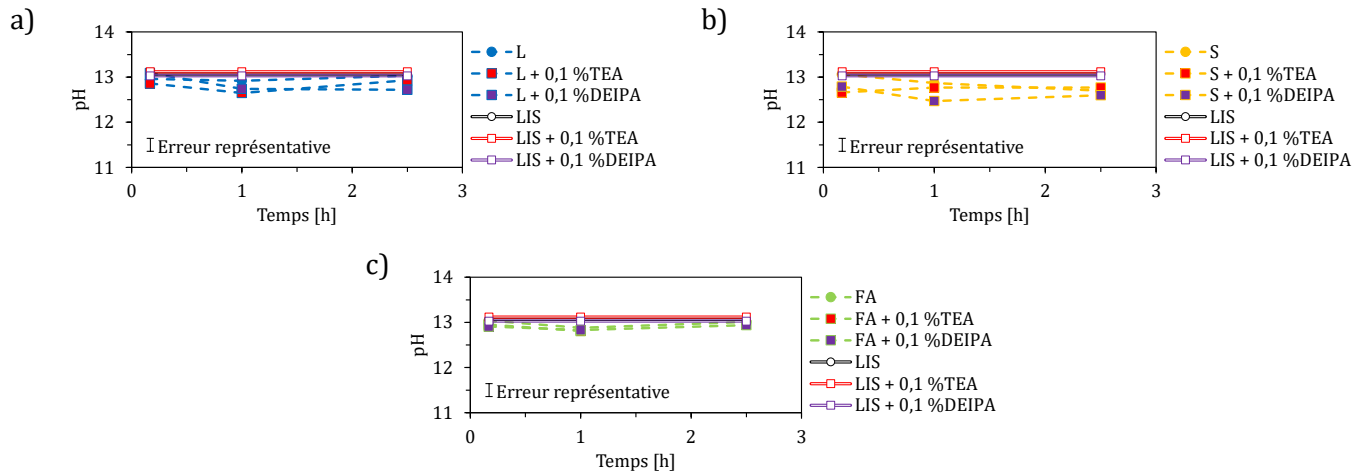 a)
14
13
12
11
pH
0
1
2
3
Temps [h]
Erreur représentative
L
L + 0,1 %TEA
L + 0,1 %DEIPA
LIS
LIS + 0,1 %TEA
LIS + 0,1 %DEIPA
b)
14
13
12
11
pH
0
1
2
3
Temps [h]
Erreur représentative
S
S + 0,1 %TEA
S + 0,1 %DEIPA
LIS
LIS + 0,1 %TEA
LIS + 0,1 %DEIPA
c)
14
13
12
11
pH
0
1
2
3
Temps [h]
Erreur représentative
FA
FA + 0,1 %TEA
FA + 0,1 %DEIPA
LIS
LIS + 0,1 %TEA
LIS + 0,1 %DEIPA